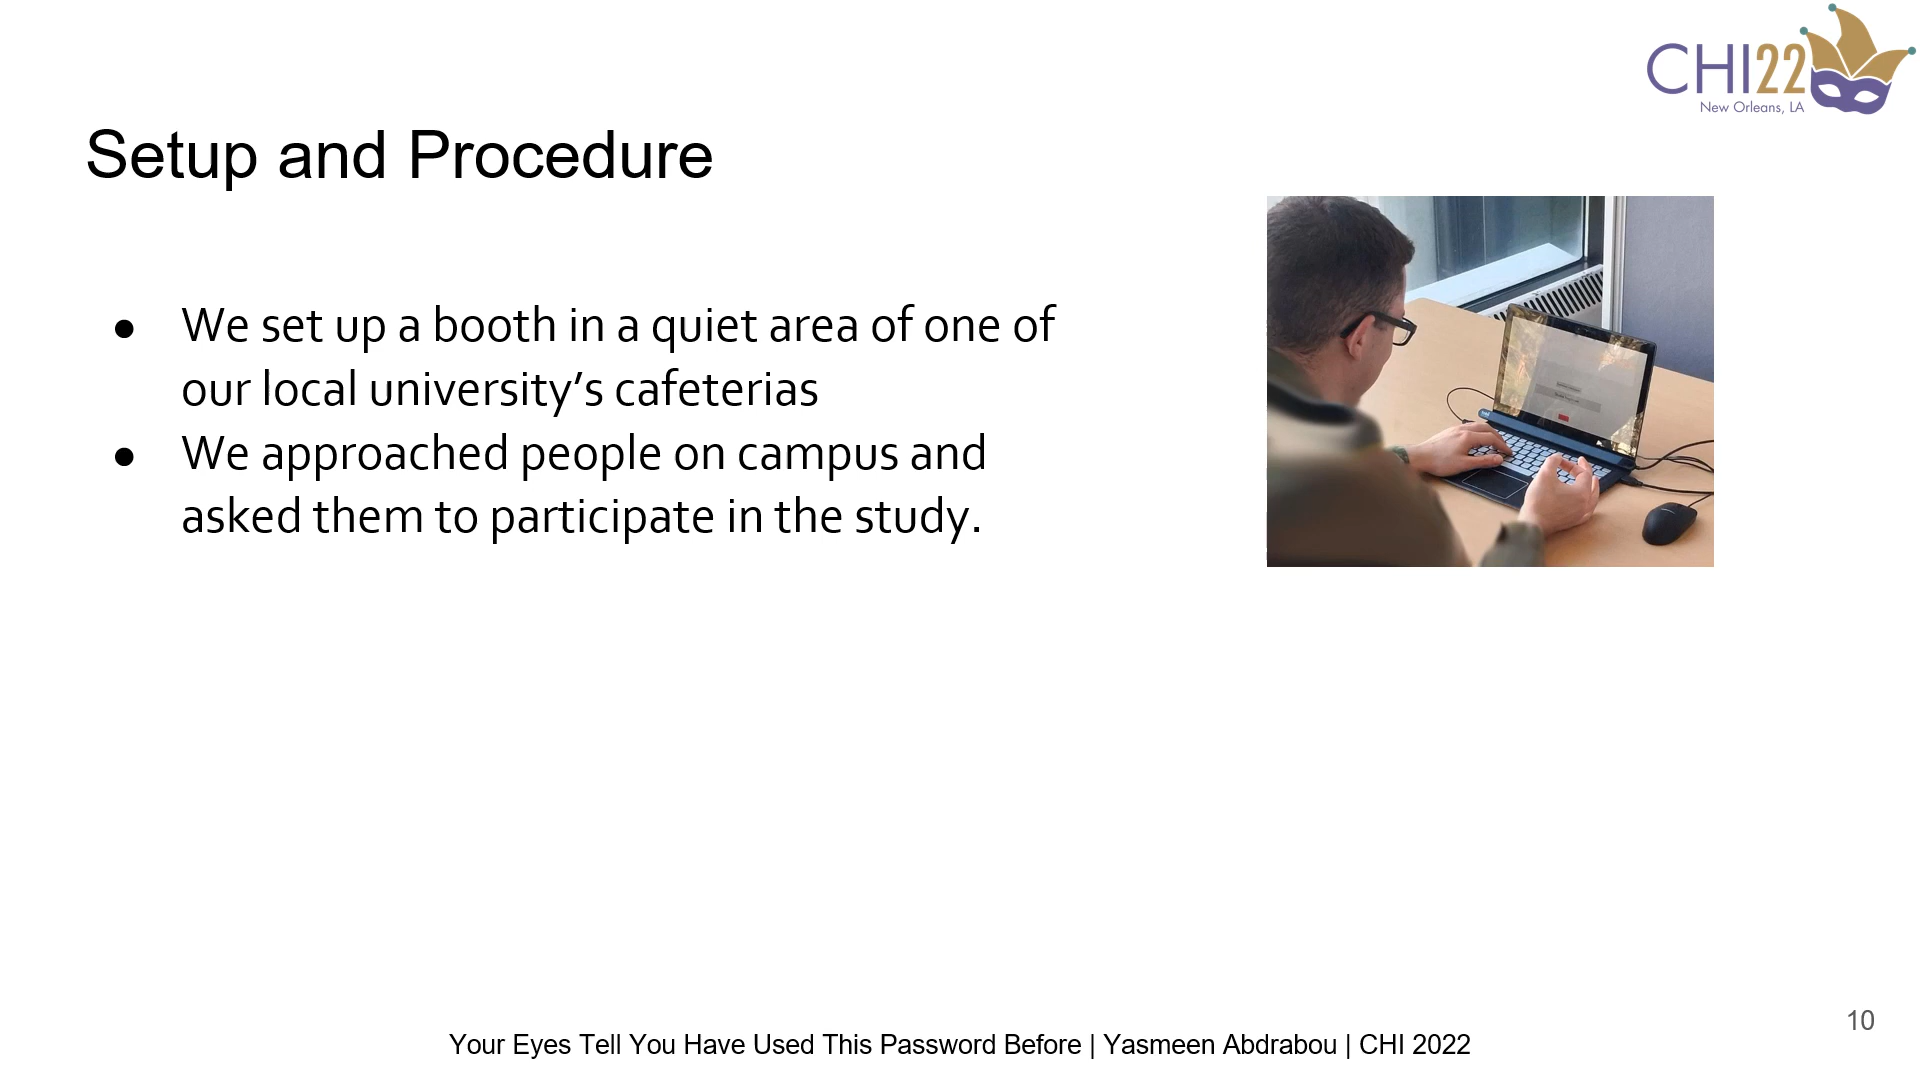 CHI22
New Orleans, LA
Setup and Procedure
● We set up a booth in a quiet area of one of
our local university’s cafeterias
● We approached people on campus and
asked them to participate in the study.
10
Your Eyes Tell You Have Used This Password Before | Yasmeen Abdrabou | CHI 2022